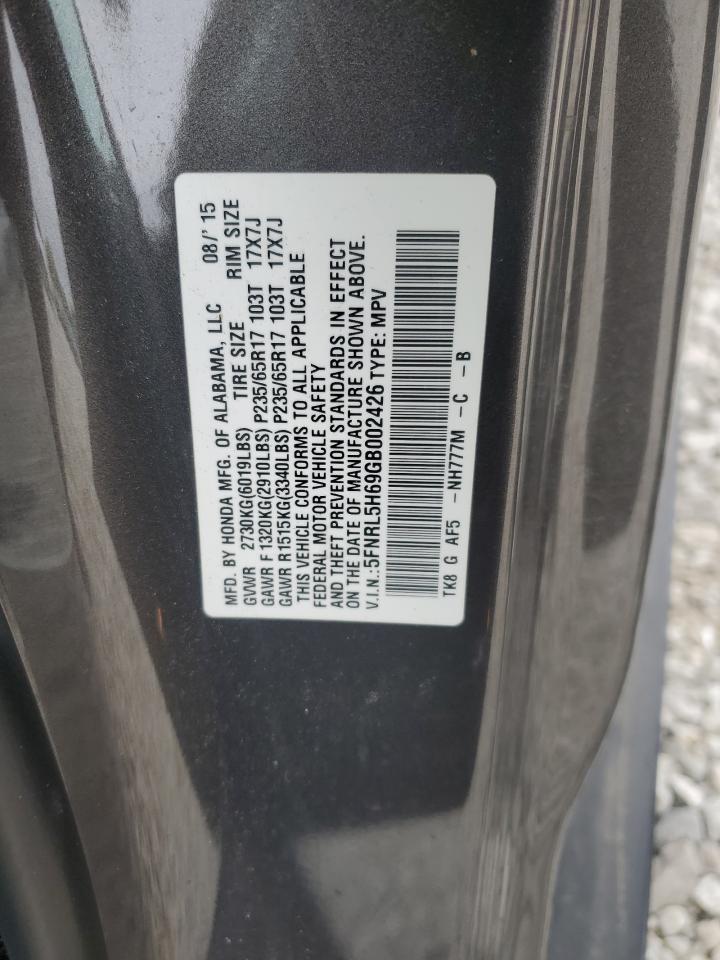 MFD. BY HONDA MFG. OF ALABAMA, LLC 08/'15
GVWR 2730KG(6019LBS) TIRE SIZE RIM SIZE
GAWR F1320KG(2910LBS) P235/65R17 103T 17X7J
GAWR R1515KG(3340LBS) P235/65R17 103T 17X7J
THIS VEHICLE CONFORMS TO ALL APPLICABLE
FEDERAL MOTOR VEHICLE SAFETY
AND THEFT PREVENTION STANDARDS IN EFFECT
ON THE DATE OF MANUFACTURE SHOWN ABOVE.
V.I.N.:5FNRL5H69GB002426 TYPE: MPV
TK8 G AF5 -NH777M -C -B